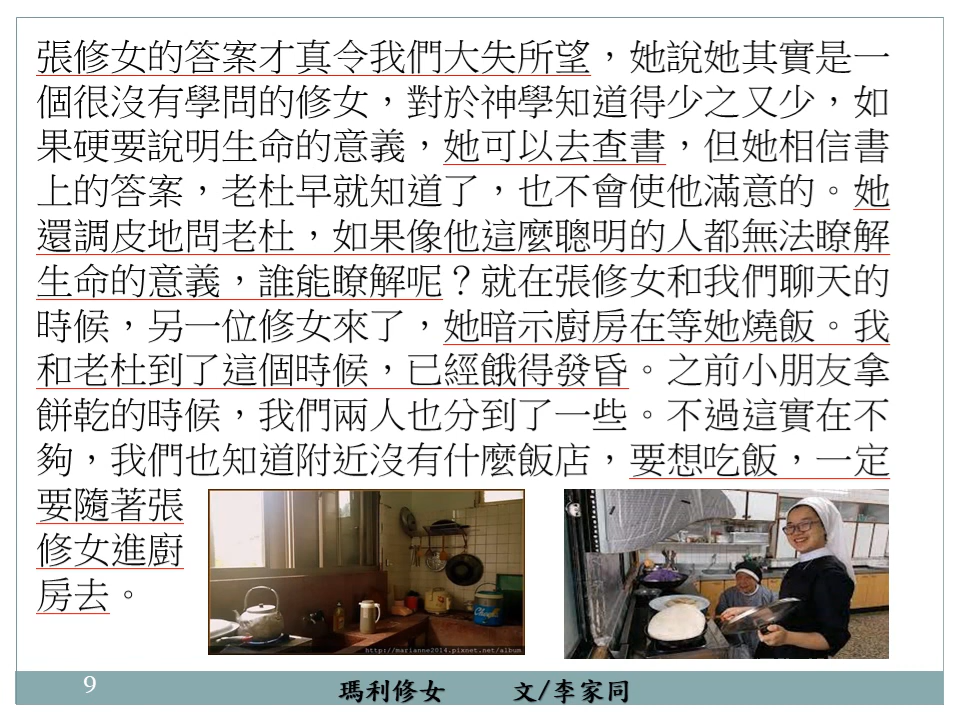 張修女的答案才真令我們大失所望，她說她其實是一
個很沒有學問的修女，對於神學知道得少之又少，如
果硬要說明生命的意義，她可以去查書，但她相信書
上的答案，老杜早就知道了，也不會使他滿意的。她
還調皮地問老杜，如果像他這麼聰明的人都無法瞭解
生命的意義，誰能瞭解呢？就在張修女和我們聊天的
時候，另一位修女來了，她暗示廚房在等她燒飯。我
和老杜到了這個時候，已經餓得發昏。之前小朋友拿
餅乾的時候，我們兩人也分到了一些。不過這實在不
夠，我們也知道附近沒有什麼飯店，要想吃飯，一定
要隨著張
修女進廚
房去。
http://marianne2014.pixnet.net/album
9
瑪利修女 文/李家同